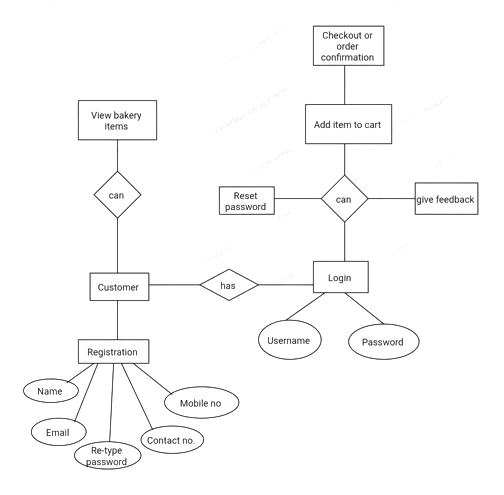 Checkout or
order
confirmation
View bakery
items
Add item to cart
can
Reset
password
can
give feedback
Customer
has
Login
Username
Password
Registration
Name
Mobile no
Email
Contact no.
Re-type
password